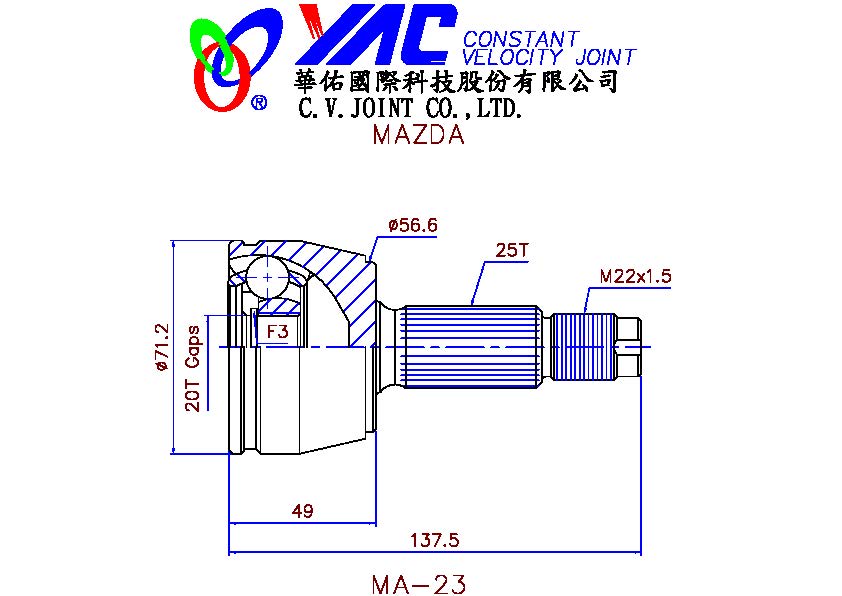 YAC CONSTANT
VELOCITY JOINT
®
華佑國際科技股份有限公司
C.V.JOINT CO.,LTD.
MAZDA
ø56.6
25T
M22x1.5
F3
ø71.2
20T Gaps
49
137.5
MA-23